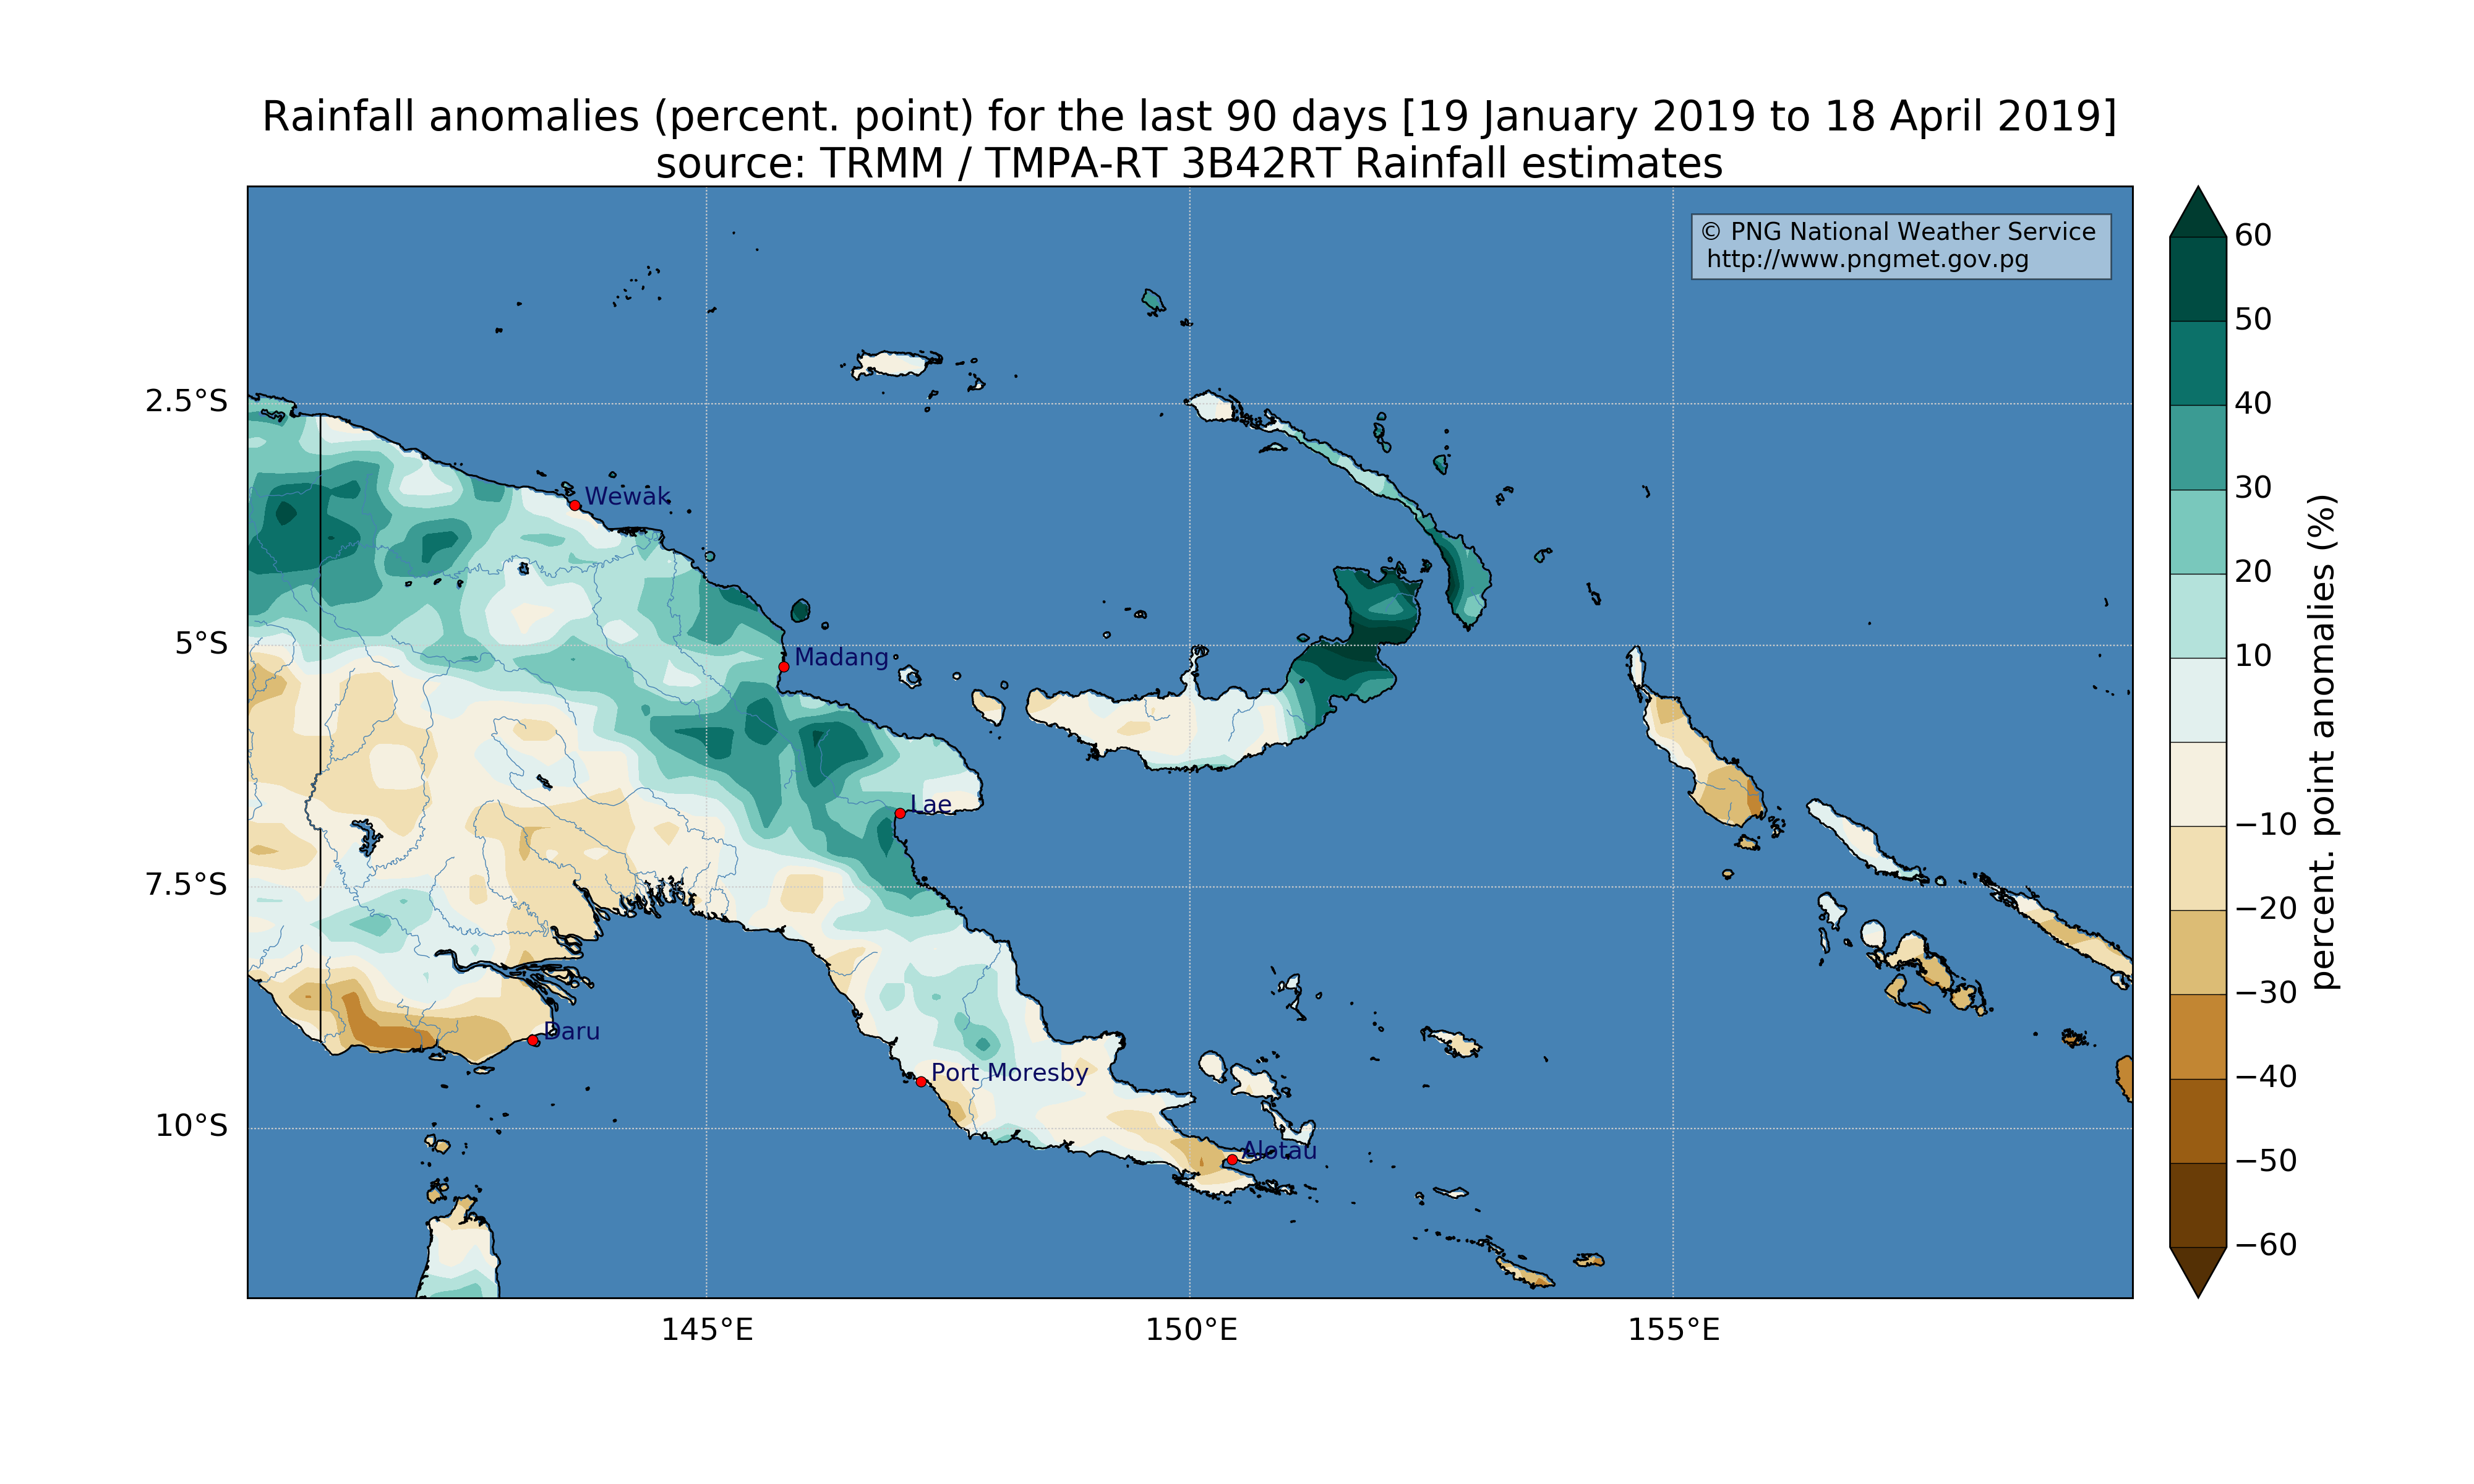 Rainfall anomalies (percent. point) for the last 90 days [19 January 2019 to 18 April 2019]
source: TRMM / TMPA-RT 3B42RT Rainfall estimates
© PNG National Weather Service
http://www.pngmet.gov.pg
2.5°S
5°S
7.5°S
10°S
145°E
150°E
155°E
Wewak
Madang
Lae
Daru
Port Moresby
Alotau
60
50
40
30
20
10
−10
−20
−30
−40
−50
−60
percent. point anomalies (%)